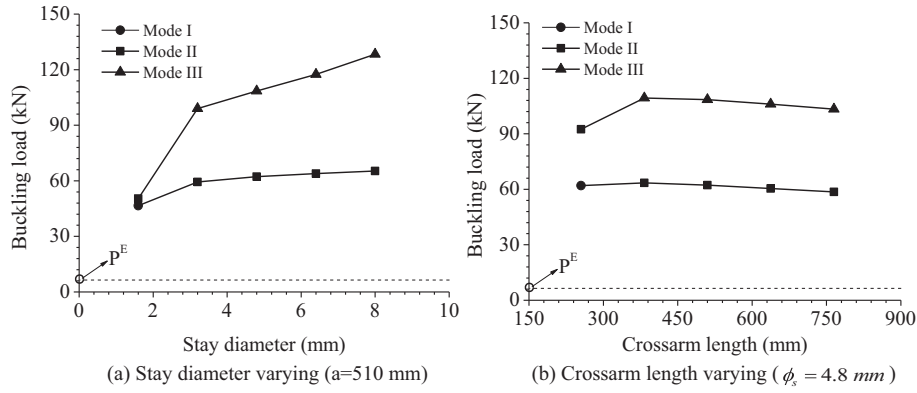 150
120
90
60
30
0
Buckling load (kN)
Mode I
Mode II
Mode III
P^E
0 2 4 6 8 10
Stay diameter (mm)
(a) Stay diameter varying (a=510 mm)
150
120
90
60
30
0
Buckling load (kN)
Mode I
Mode II
Mode III
P^E
150 300 450 600 750 900
Crossarm length (mm)
(b) Crossarm length varying ( ϕ_s = 4.8 mm )